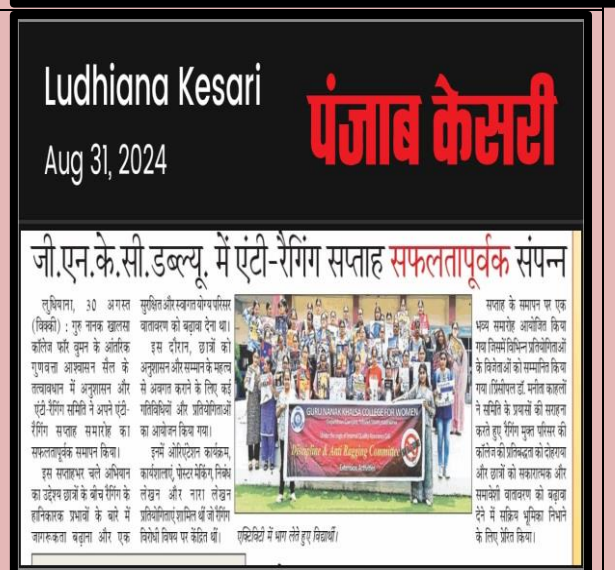 Ludhiana Kesari
Aug 31, 2024
पंजाब केसरी
जी.एन.के.सी.डब्ल्यू. में एंटी-रैगिंग सप्ताह सफलतापूर्वक संपन्न
लुधियाना, 30 अगस्त
(विक्की) : गुरु नानक खालसा
कॉलेज फॉर वुमन के आंतरिक
गुणवत्ता आश्वासन सैल के
तत्वावधान में अनुशासन और
एंटी-रैगिंग समिति ने अपने एंटी-
रैगिंग सप्ताह समारोह का
सफलतापूर्वक समापन किया।
इस सप्ताहभर चले अभियान
का उद्देश्य छात्रों के बीच रैगिंग के
हानिकारक प्रभावों के बारे में
जागरूकता बढ़ाना और एक
सुरक्षित और स्वागत योग्य परिसर
वातावरण को बढ़ावा देना था।
इस दौरान, छात्रों को
अनुशासन और सम्मान के महत्व
से अवगत कराने के लिए कई
गतिविधियों और प्रतियोगिताओं
का आयोजन किया गया।
इनमें ओरिएंटेशन कार्यक्रम,
कार्यशालाएं, पोस्टर मेकिंग, निबंध
लेखन और नारा लेखन
प्रतियोगिताएं शामिल थीं जो रैगिंग
विरोधी विषय पर केंद्रित थीं।
GURU NANAK KHALSA COLLEGE FOR WOMEN
Discipline & Anti Ragging Committee
Extension Activities
एक्टिविटी में भाग लेते हुए विद्यार्थी।
सप्ताह के समापन पर एक
भव्य समारोह आयोजित किया
गया जिसमें विभिन्न प्रतियोगिताओं
के विजेताओं को सम्मानित किया
गया। प्रिंसीपल डॉ. मनीता काहलों
ने समिति के प्रयासों की सराहना
करते हुए रैगिंग मुक्त परिसर की
कॉलेज की प्रतिबद्धता को दोहराया
और छात्रों को सकारात्मक और
समावेशी वातावरण को बढ़ावा
देने में सक्रिय भूमिका निभाने
के लिए प्रेरित किया।